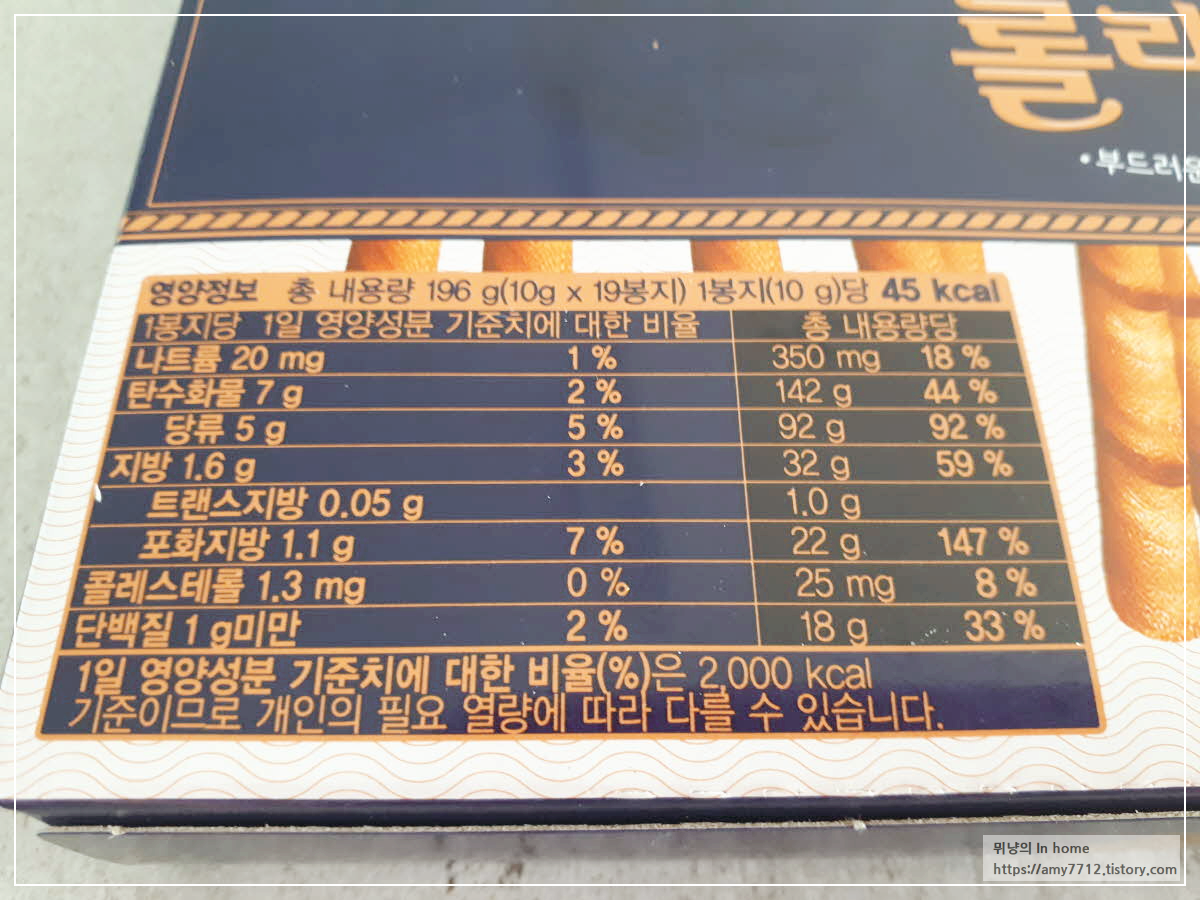 롤
•부드러운
영양정보 총 내용량 196 g(10g x 19봉지) 1봉지(10 g)당 45 kcal
1봉지당 1일 영양성분 기준치에 대한 비율 총 내용량당
나트륨 20 mg 1 % 350 mg 18 %
탄수화물 7 g 2 % 142 g 44 %
당류 5 g 5 % 92 g 92 %
지방 1.6 g 3 % 32 g 59 %
트랜스지방 0.05 g 1.0 g
포화지방 1.1 g 7 % 22 g 147 %
콜레스테롤 1.3 mg 0 % 25 mg 8 %
단백질 1 g미만 2 % 18 g 33 %
1일 영양성분 기준치에 대한 비율(%)은 2,000 kcal
기준이므로 개인의 필요 열량에 따라 다를 수 있습니다.
뮈냥의 In home
https://amy7712.tistory.com